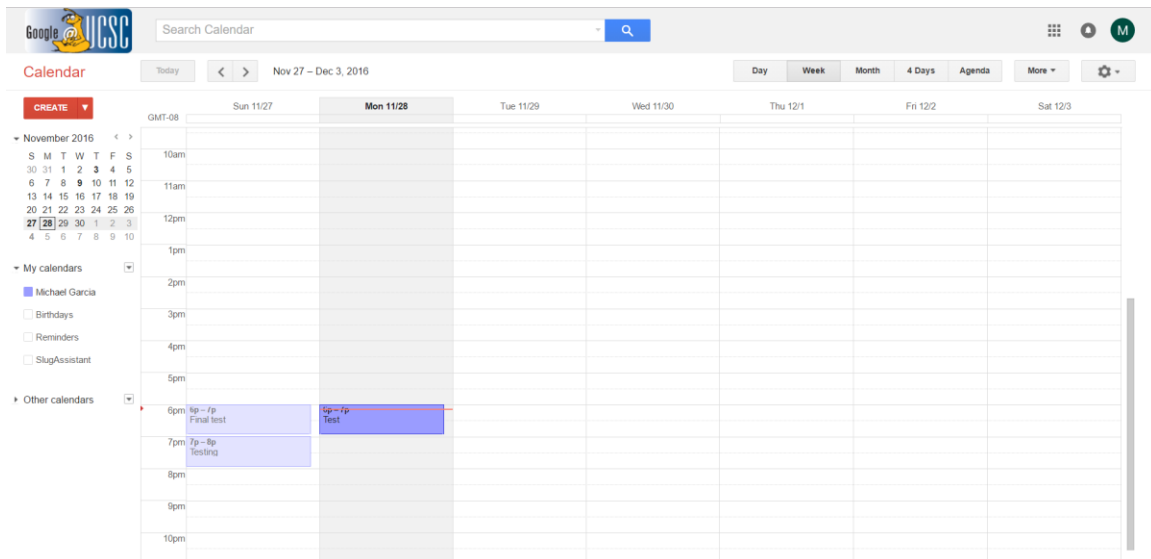 Google @ UCSC
Search Calendar
M
Calendar
Today
Nov 27 – Dec 3, 2016
Day Week Month 4 Days Agenda More
CREATE
GMT-08
Sun 11/27 Mon 11/28 Tue 11/29 Wed 11/30 Thu 12/1 Fri 12/2 Sat 12/3
November 2016
S M T W T F S
30 31 1 2 3 4 5
6 7 8 9 10 11 12
13 14 15 16 17 18 19
20 21 22 23 24 25 26
27 28 29 30 1 2 3
4 5 6 7 8 9 10
My calendars
Michael Garcia
Birthdays
Reminders
SlugAssistant
Other calendars
10am
11am
12pm
1pm
2pm
3pm
4pm
5pm
6pm
6p – 7p
Final test
6p – 7p
Test
7pm
7p – 8p
Testing
8pm
9pm
10pm